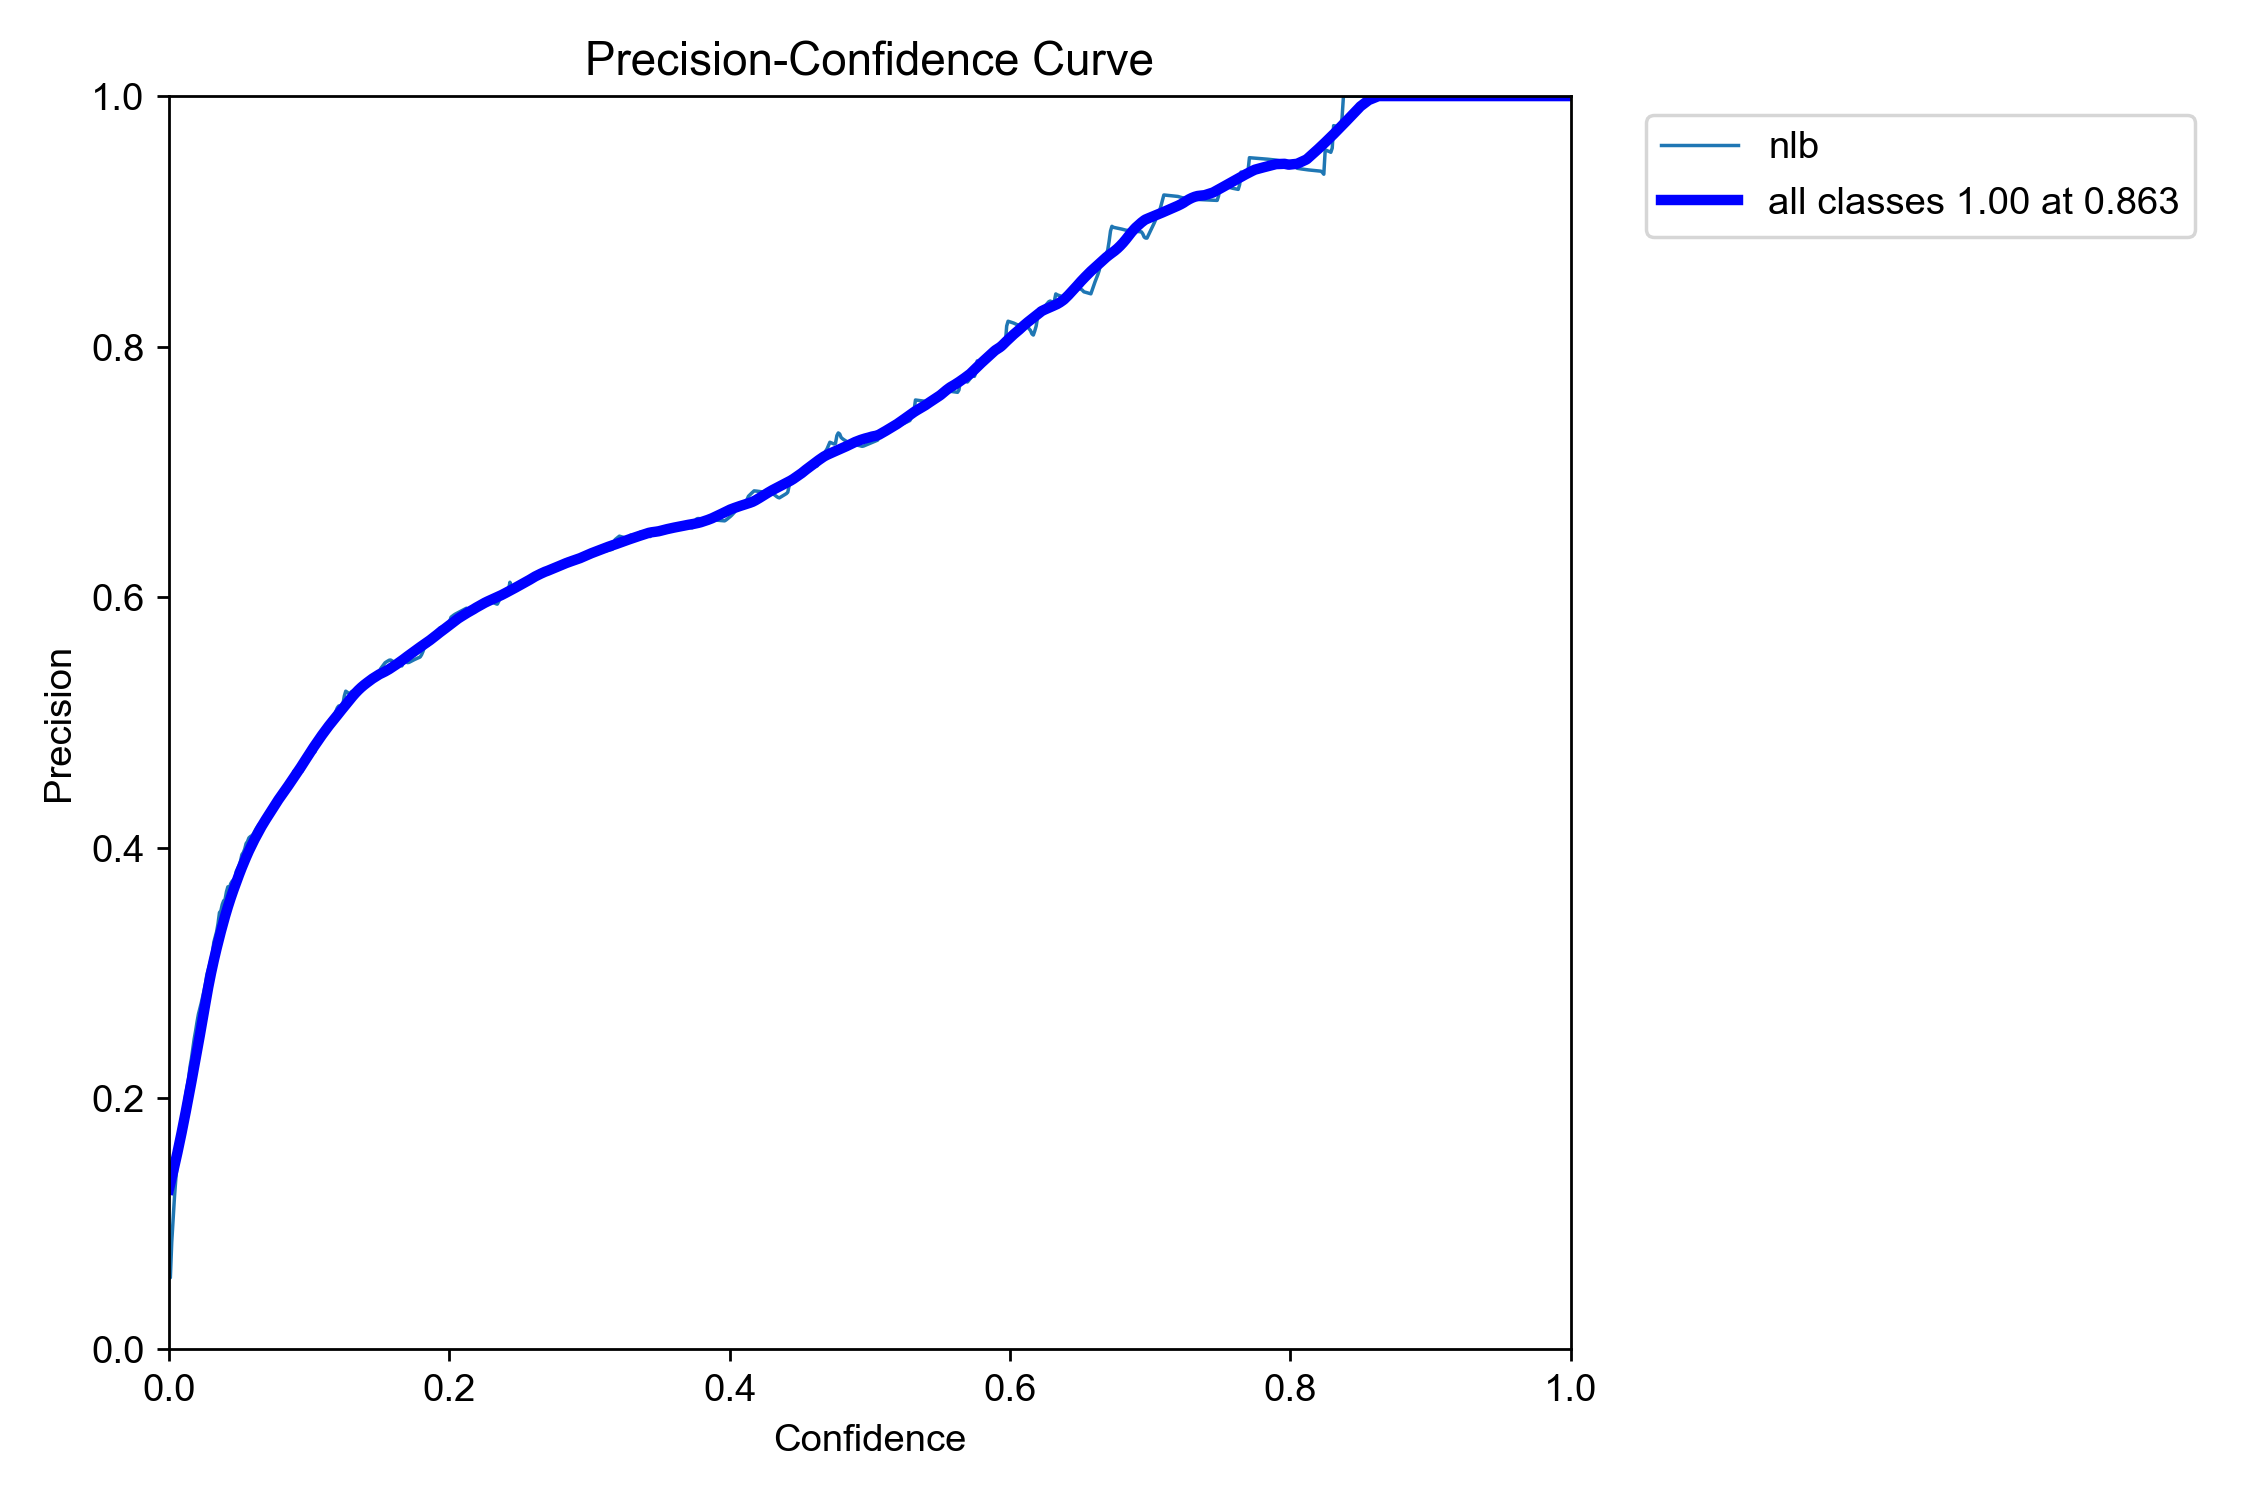 Precision-Confidence Curve
1.0
0.8
0.6
0.4
0.2
0.0
Precision
0.0 0.2 0.4 0.6 0.8 1.0
Confidence
nlb
all classes 1.00 at 0.863